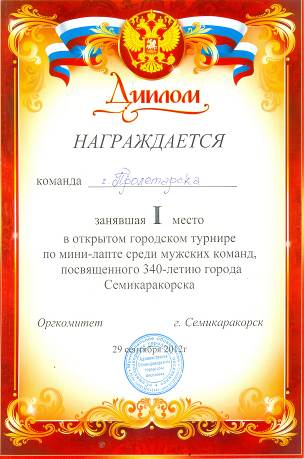 Диплом
НАГРАЖДАЕТСЯ
команда г. Пролетарска
занявшая I место
в открытом городском турнире
по мини-лапте среди мужских команд,
посвященного 340-летию города
Семикаракорска
Оргкомитет г. Семикаракорск
29 сентября 2012г